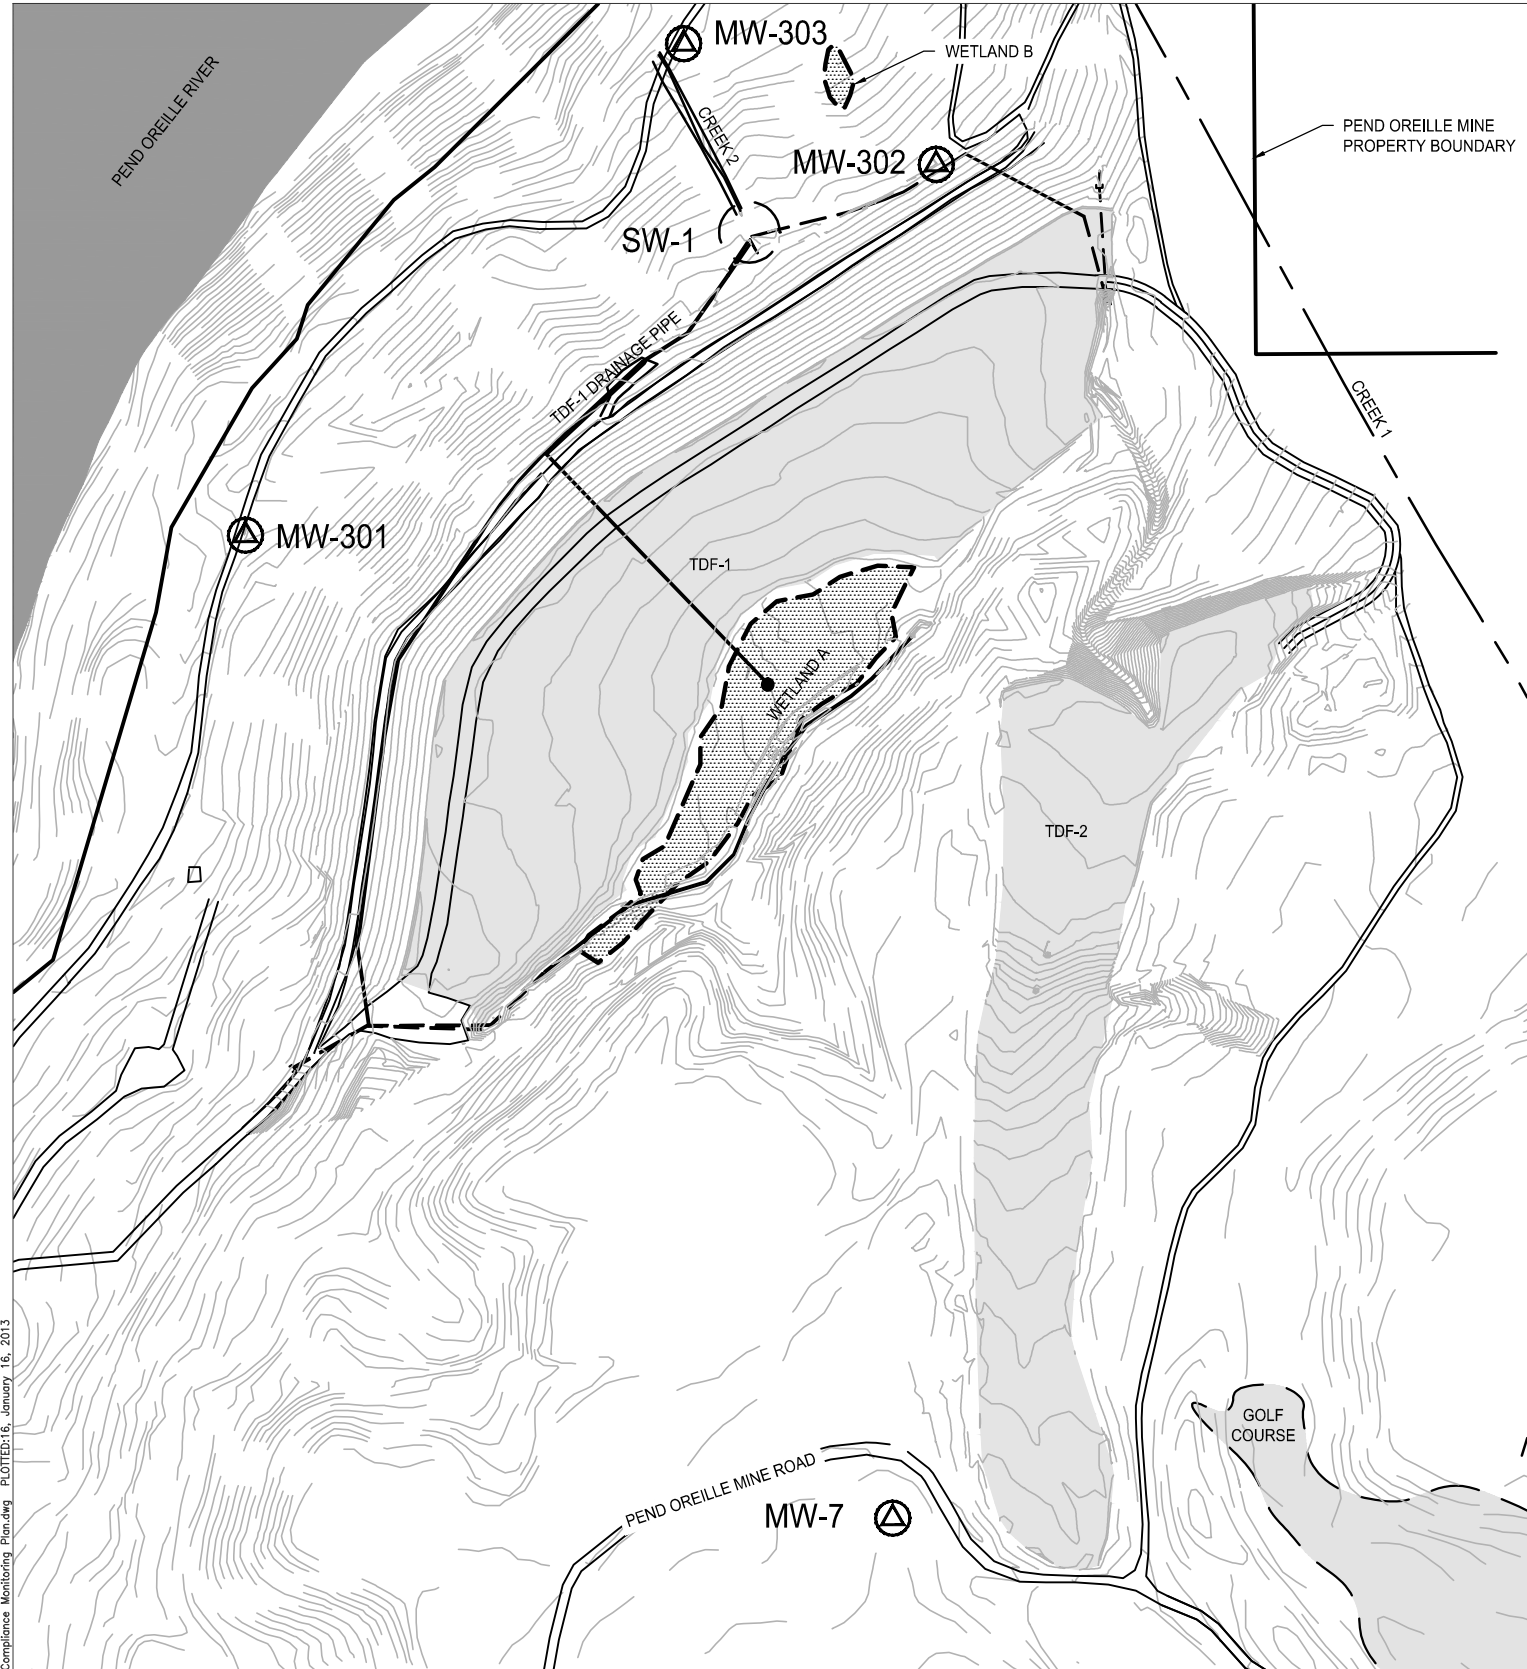 MW-303
WETLAND B
PEND OREILLE RIVER
CREEK 2
PEND OREILLE MINE
PROPERTY BOUNDARY
MW-302
SW-1
TDF-1 DRAINAGE PIPE
CREEK 1
MW-301
TDF-1
WETLAND A
TDF-2
GOLF
COURSE
PEND OREILLE MINE ROAD
MW-7
Compliance Monitoring Plan.dwg PLOTTED:16, January 16, 2013